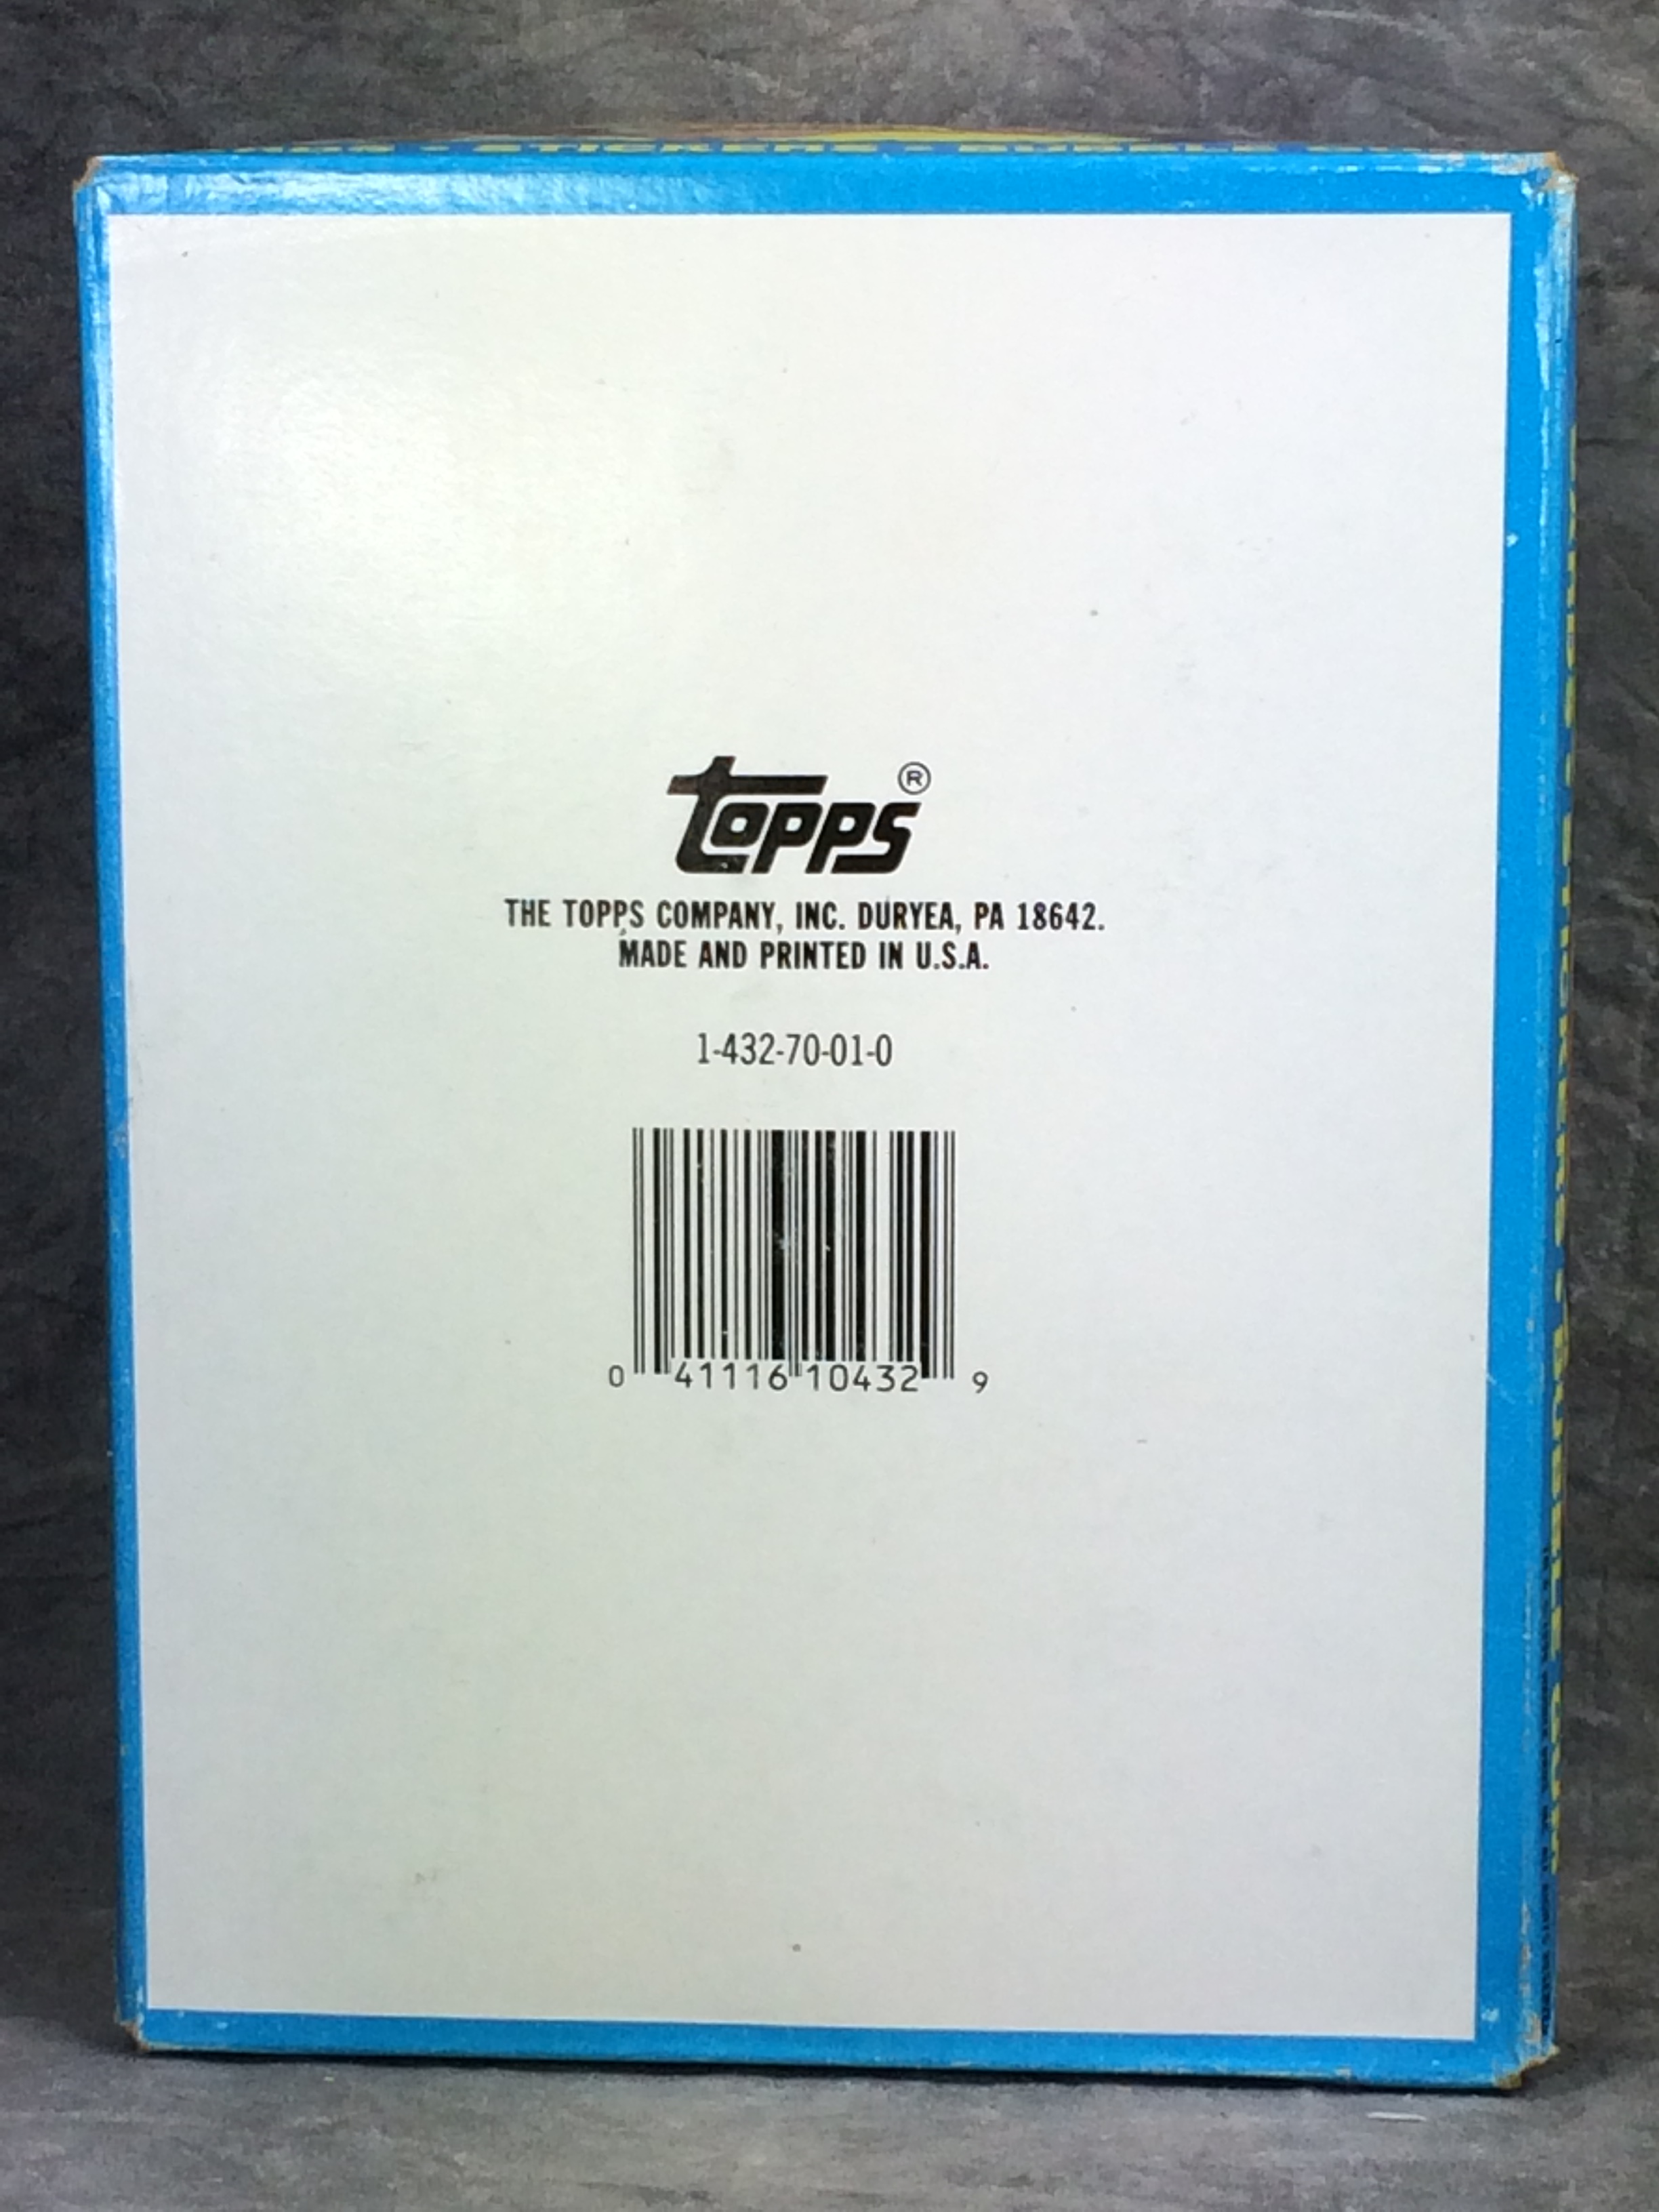 STICKERS
TOPPS®
THE TOPPS COMPANY, INC. DURYEA, PA 18642.
MADE AND PRINTED IN U.S.A.
1-432-70-01-0
0 41116 10432 9